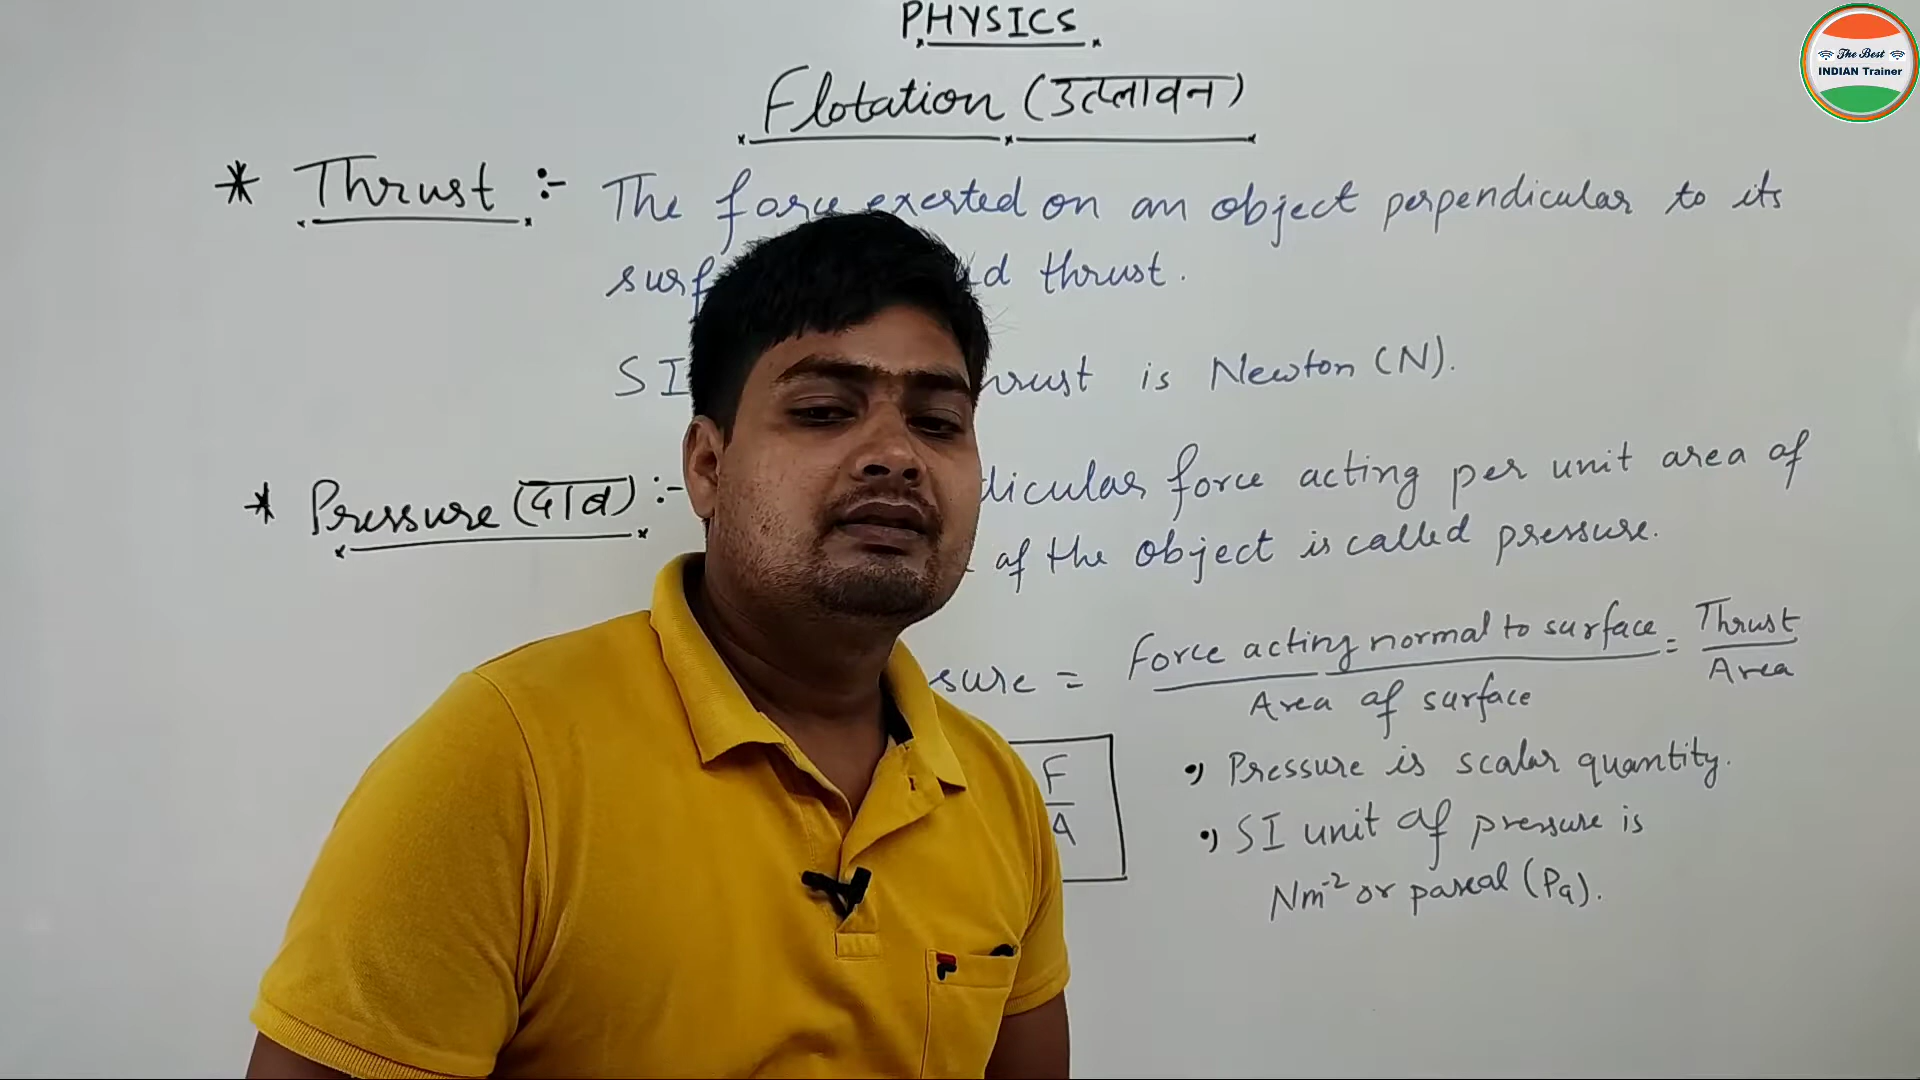 PHYSICS
Flotation (उत्प्लावन)
The Best
INDIAN Trainer
* Thrust :- The force exerted on an object perpendicular to its
surf d thrust.
SI hrust is Newton (N).
* Pressure (दाब) :- dicular force acting per unit area of
of the object is called pressure.
sure = Force acting normal to surface = Thrust
Area of surface Area
F
A
•) Pressure is scalar quantity.
•) SI unit of pressure is
Nm⁻² or pascal (Pa).